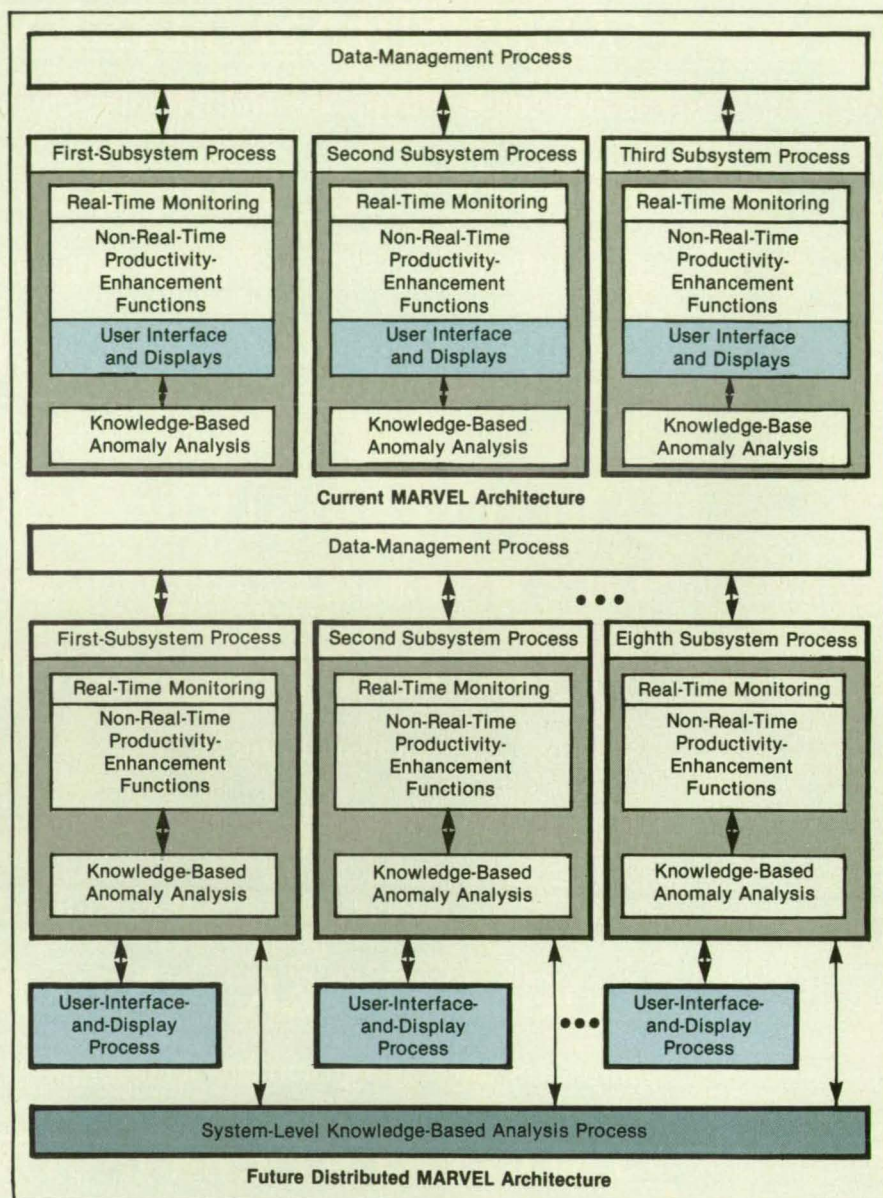 Data-Management Process
First-Subsystem Process
Second Subsystem Process
Third Subsystem Process
Real-Time Monitoring
Non-Real-Time
Productivity-
Enhancement
Functions
User Interface
and Displays
Knowledge-Based
Anomaly Analysis
Real-Time Monitoring
Non-Real-Time
Productivity-
Enhancement
Functions
User Interface
and Displays
Knowledge-Based
Anomaly Analysis
Real-Time Monitoring
Non-Real-Time
Productivity-
Enhancement
Functions
User Interface
and Displays
Knowledge-Base
Anomaly Analysis
Current MARVEL Architecture
Data-Management Process
First-Subsystem Process
Second Subsystem Process
Eighth Subsystem Process
Real-Time Monitoring
Non-Real-Time
Productivity-
Enhancement
Functions
Knowledge-Based
Anomaly Analysis
Real-Time Monitoring
Non-Real-Time
Productivity-
Enhancement
Functions
Knowledge-Based
Anomaly Analysis
Real-Time Monitoring
Non-Real-Time
Productivity-
Enhancement
Functions
Knowledge-Based
Anomaly Analysis
User-Interface-
and-Display
Process
User-Interface-
and-Display
Process
User-Interface-
and-Display
Process
System-Level Knowledge-Based Analysis Process
Future Distributed MARVEL Architecture